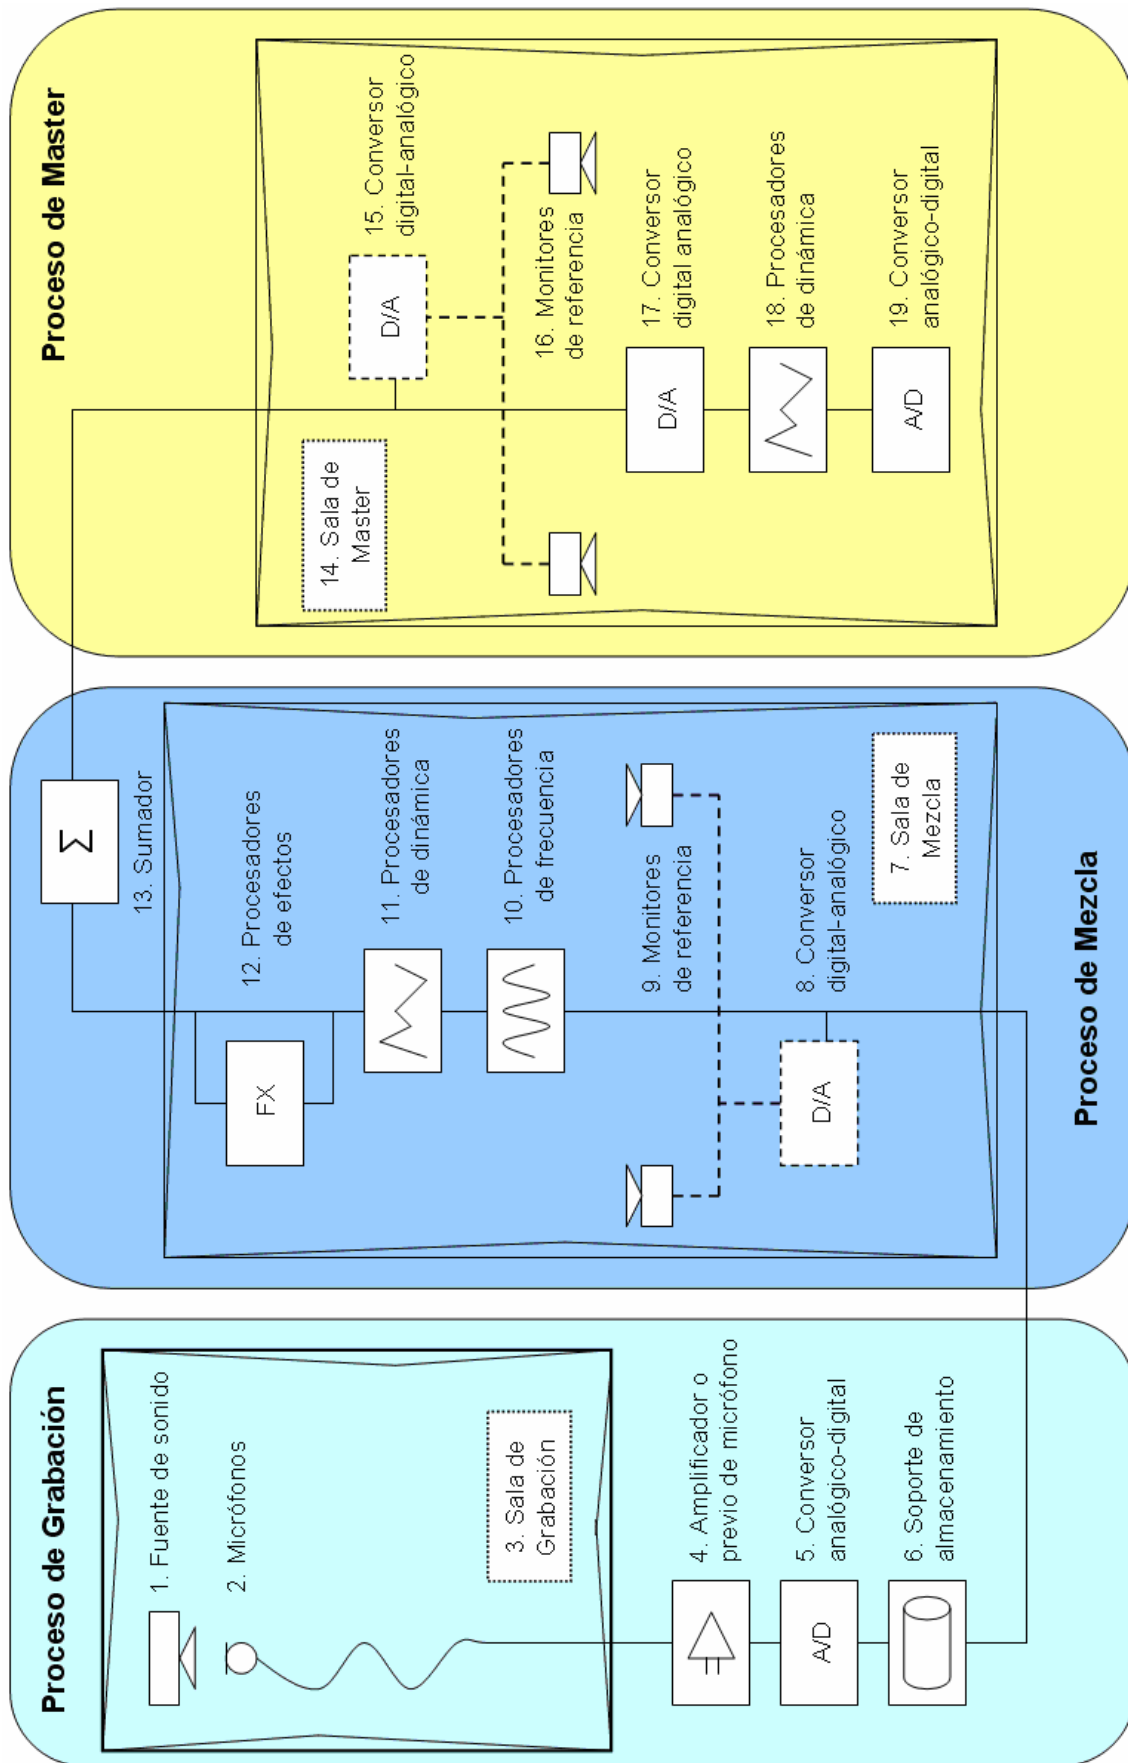 Proceso de Grabación
1. Fuente de sonido
2. Micrófonos
3. Sala de
Grabación
4. Amplificador o
previo de micrófono
A/D
5. Conversor
analógico-digital
6. Soporte de
almacenamiento
13. Sumador
Σ
12. Procesadores
de efectos
FX
11. Procesadores
de dinámica
10. Procesadores
de frecuencia
9. Monitores
de referencia
8. Conversor
digital-analógico
D/A
7. Sala de
Mezcla
Proceso de Mezcla
Proceso de Master
14. Sala de
Master
15. Conversor
digital-analógico
D/A
16. Monitores
de referencia
17. Conversor
digital analógico
D/A
18. Procesadores
de dinámica
19. Conversor
analógico-digital
A/D